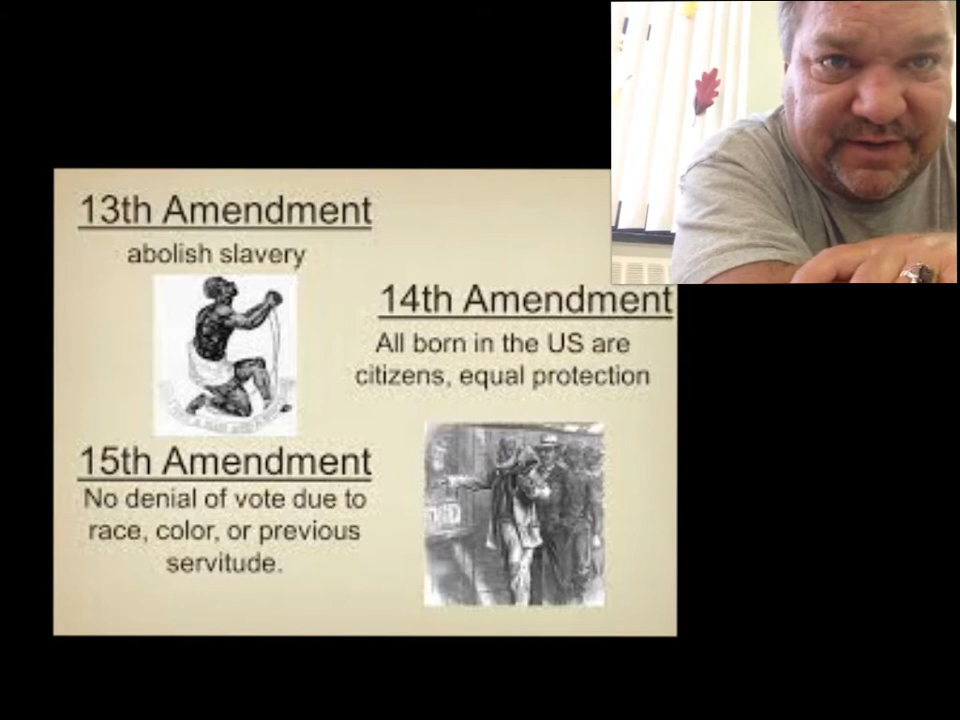 13th Amendment
abolish slavery
14th Amendment
All born in the US are
citizens, equal protection
15th Amendment
No denial of vote due to
race, color, or previous
servitude.